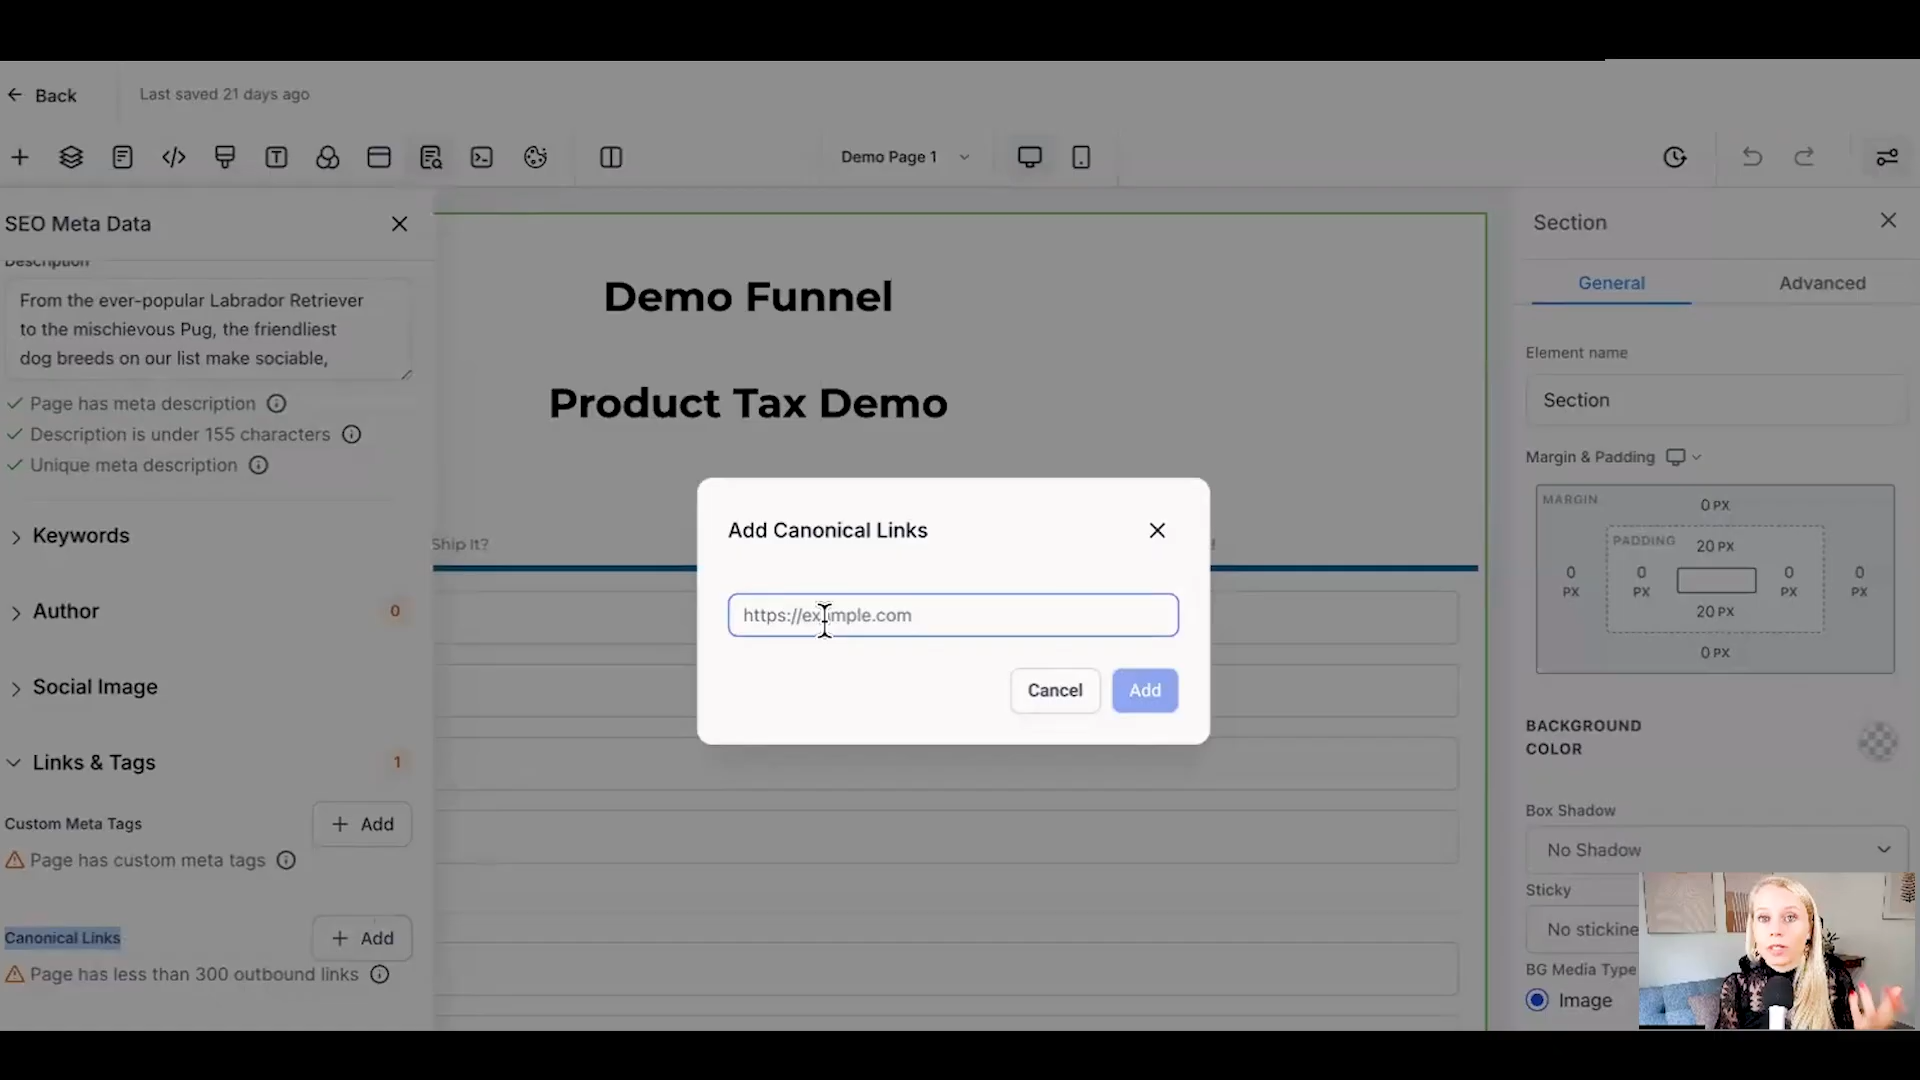 Back
Last saved 21 days ago
Demo Page 1
SEO Meta Data
Description
From the ever-popular Labrador Retriever
to the mischievous Pug, the friendliest
dog breeds on our list make sociable,
Page has meta description
Description is under 155 characters
Unique meta description
Keywords
Author 0
Social Image
Links & Tags 1
Custom Meta Tags
+ Add
Page has custom meta tags
Canonical Links
+ Add
Page has less than 300 outbound links
Demo Funnel
Product Tax Demo
Ship It?
!
Add Canonical Links
https://example.com
Cancel
Add
Section
General
Advanced
Element name
Section
Margin & Padding
MARGIN
0 PX
PADDING
20 PX
0 PX
0 PX
0 PX
0 PX
20 PX
0 PX
BACKGROUND
COLOR
Box Shadow
No Shadow
Sticky
No stickine
BG Media Type
Image